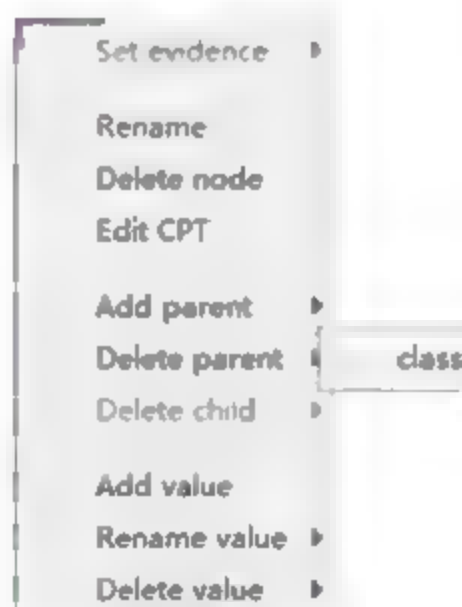 Set evidence
Rename
Delete node
Edit CPT
Add parent
Delete parent
class
Delete child
Add value
Rename value
Delete value